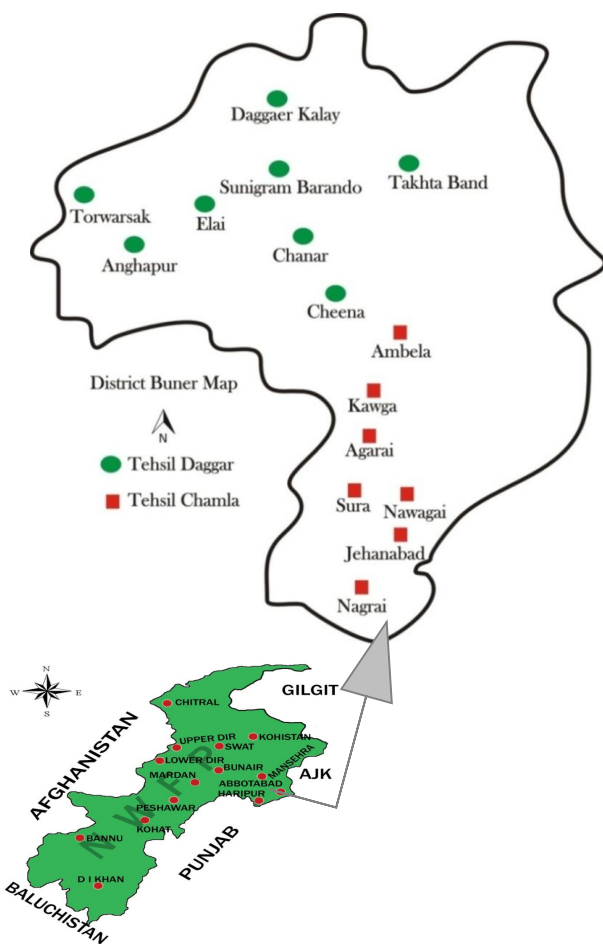 Daggaer Kalay
Sunigram Barando
Takhta Band
Torwarsak
Elai
Anghapur
Chanar
Cheena
Ambela
District Buner Map
Kawga
N
Agarai
Tehsil Daggar
Tehsil Chamla
Sura
Nawagai
Jehanabad
Nagrai
N
W
E
S
GILGIT
CHITRAL
AFGHANISTAN
UPPER DIR
KOHISTAN
SWAT
LOWER DIR
BUNAIR
MANSEHRA
AJK
MARDAN
ABBOTABAD
HARIPUR
NWFP
PESHAWAR
KOHAT
PUNJAB
BANNU
D I KHAN
BALUCHISTAN